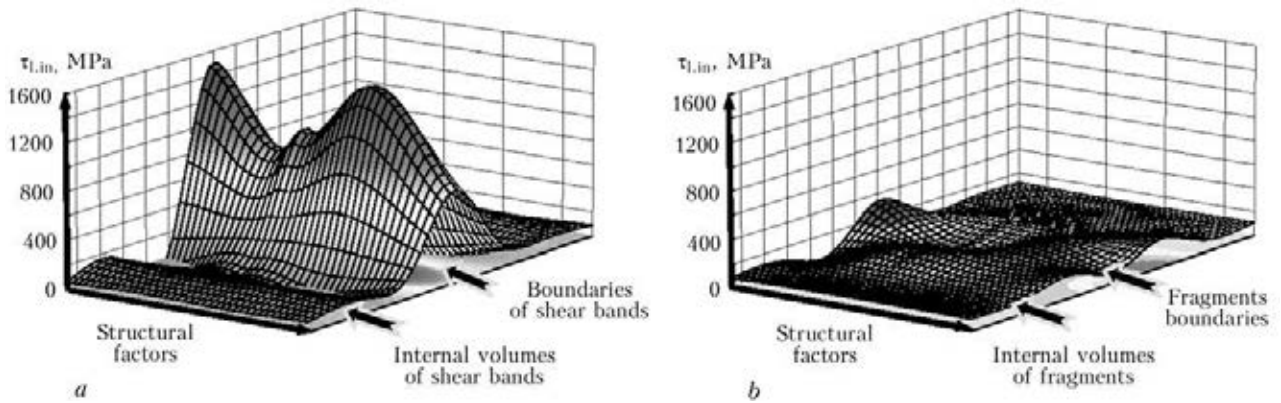 τl.in, MPa
1600
1200
800
400
0
Structural
factors
Boundaries
of shear bands
Internal volumes
of shear bands
a
τl.in, MPa
1600
1200
800
400
0
Structural
factors
Fragments
boundaries
Internal volumes
of fragments
b